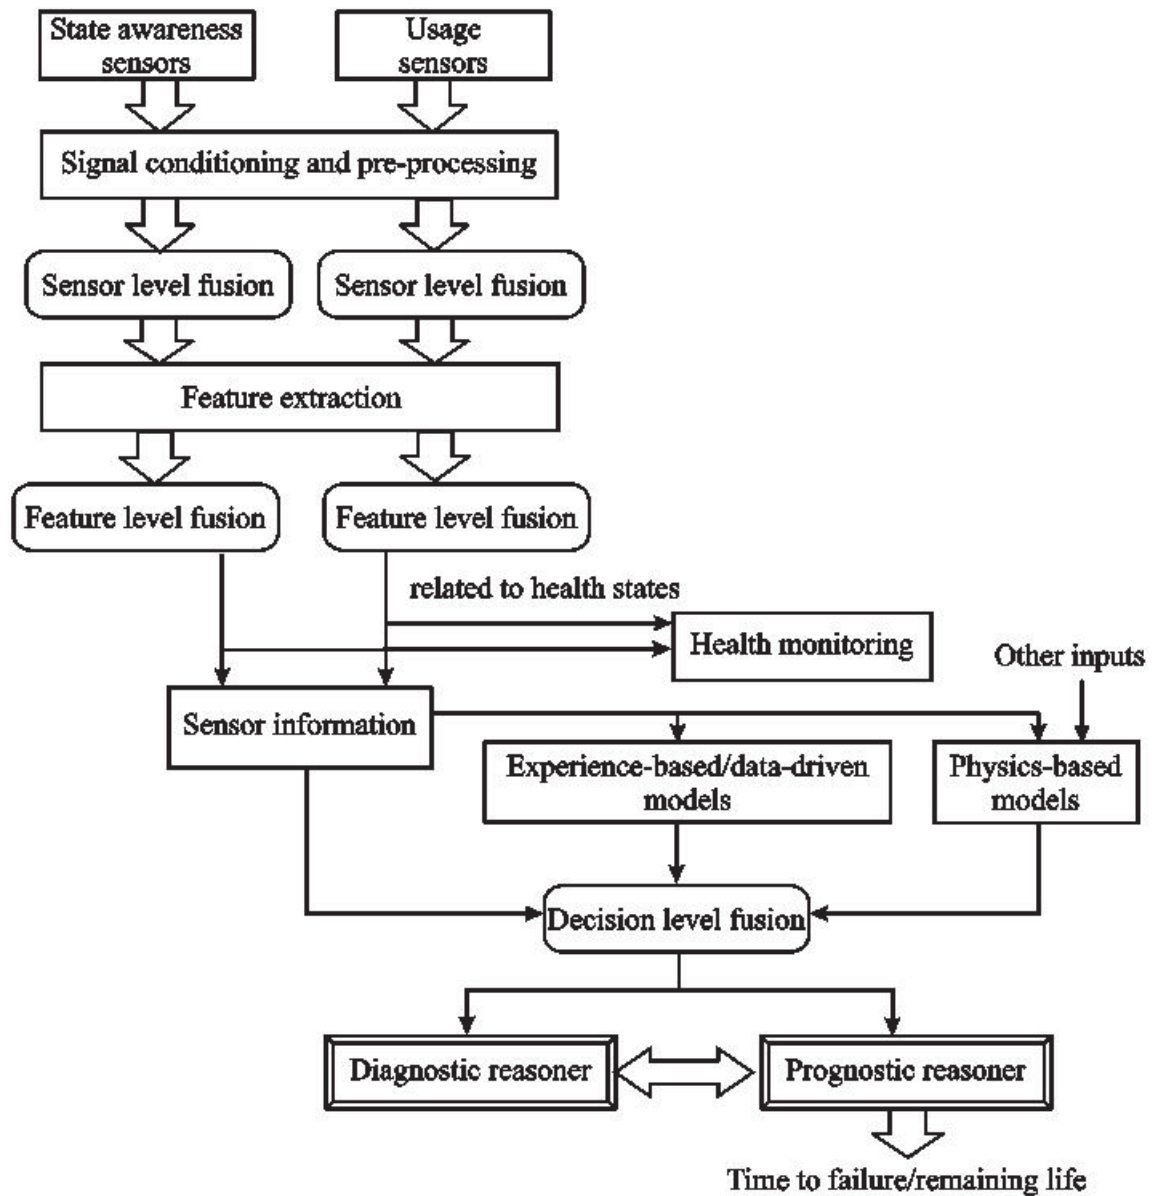 State awareness
sensors
Usage
sensors
Signal conditioning and pre-processing
Sensor level fusion
Sensor level fusion
Feature extraction
Feature level fusion
Feature level fusion
related to health states
Health monitoring
Other inputs
Sensor information
Experience-based/data-driven
models
Physics-based
models
Decision level fusion
Diagnostic reasoner
Prognostic reasoner
Time to failure/remaining life